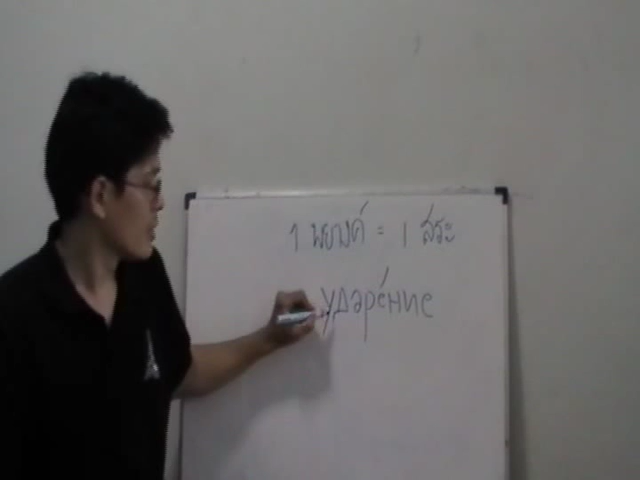 1 พยางค์ = 1 สระ
ударе́ние